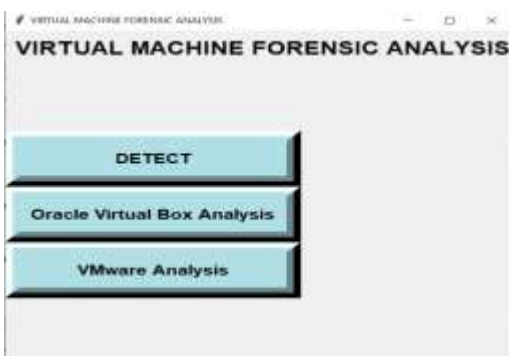 VIRTUAL MACHINE FORENSIC ANALYSIS
VIRTUAL MACHINE FORENSIC ANALYSIS
DETECT
Oracle Virtual Box Analysis
VMware Analysis